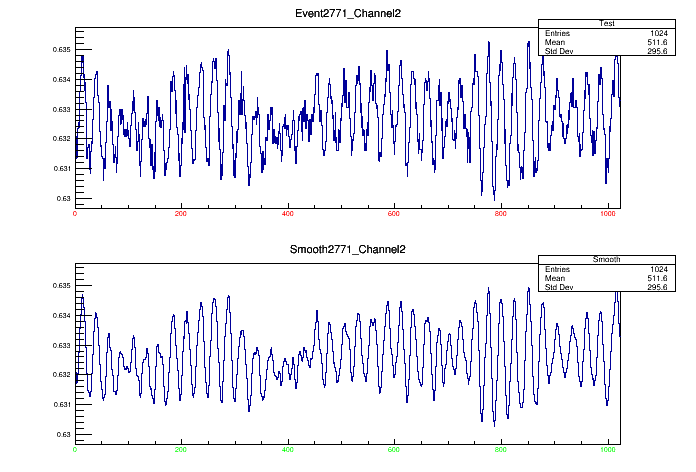 Event2771_Channel2
Test
Entries 1024
Mean 511.6
Std Dev 295.6
0.635
0.634
0.633
0.632
0.631
0.63
0 200 400 600 800 1000
Smooth2771_Channel2
Smooth
Entries 1024
Mean 511.6
Std Dev 295.6
0.635
0.634
0.633
0.632
0.631
0.63
0 200 400 600 800 1000